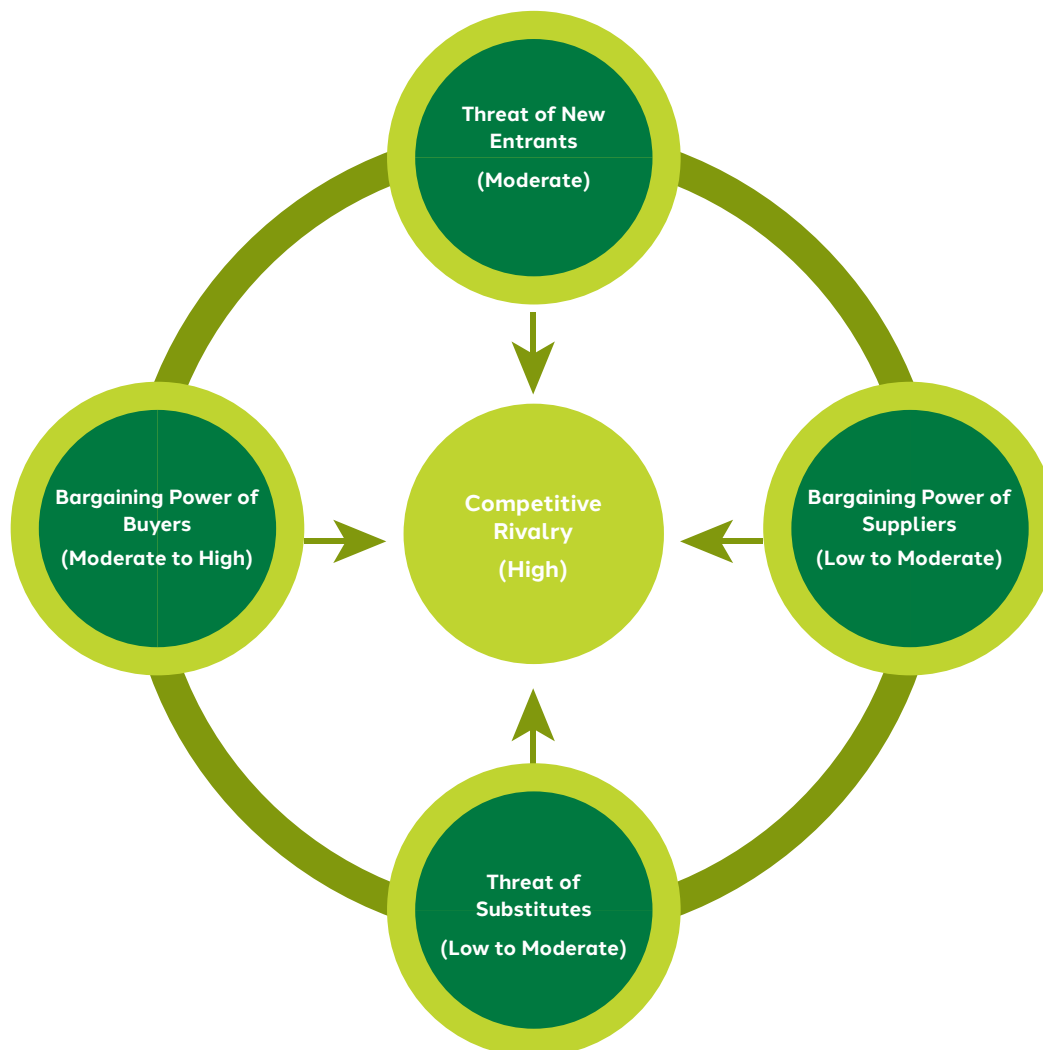 Threat of New
Entrants
(Moderate)
Bargaining Power of
Buyers
(Moderate to High)
Competitive
Rivalry
(High)
Bargaining Power of
Suppliers
(Low to Moderate)
Threat of
Substitutes
(Low to Moderate)